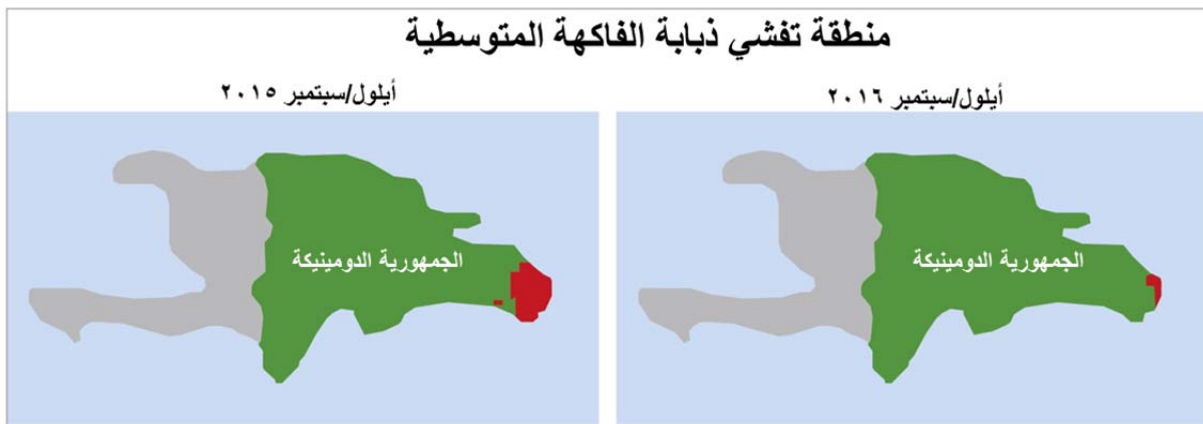 منطقة تفشي ذبابة الفاكهة المتوسطية
أيلول/سبتمبر ٢٠١٦
أيلول/سبتمبر ٢٠١٥
الجمهورية الدومينيكة
الجمهورية الدومينيكة